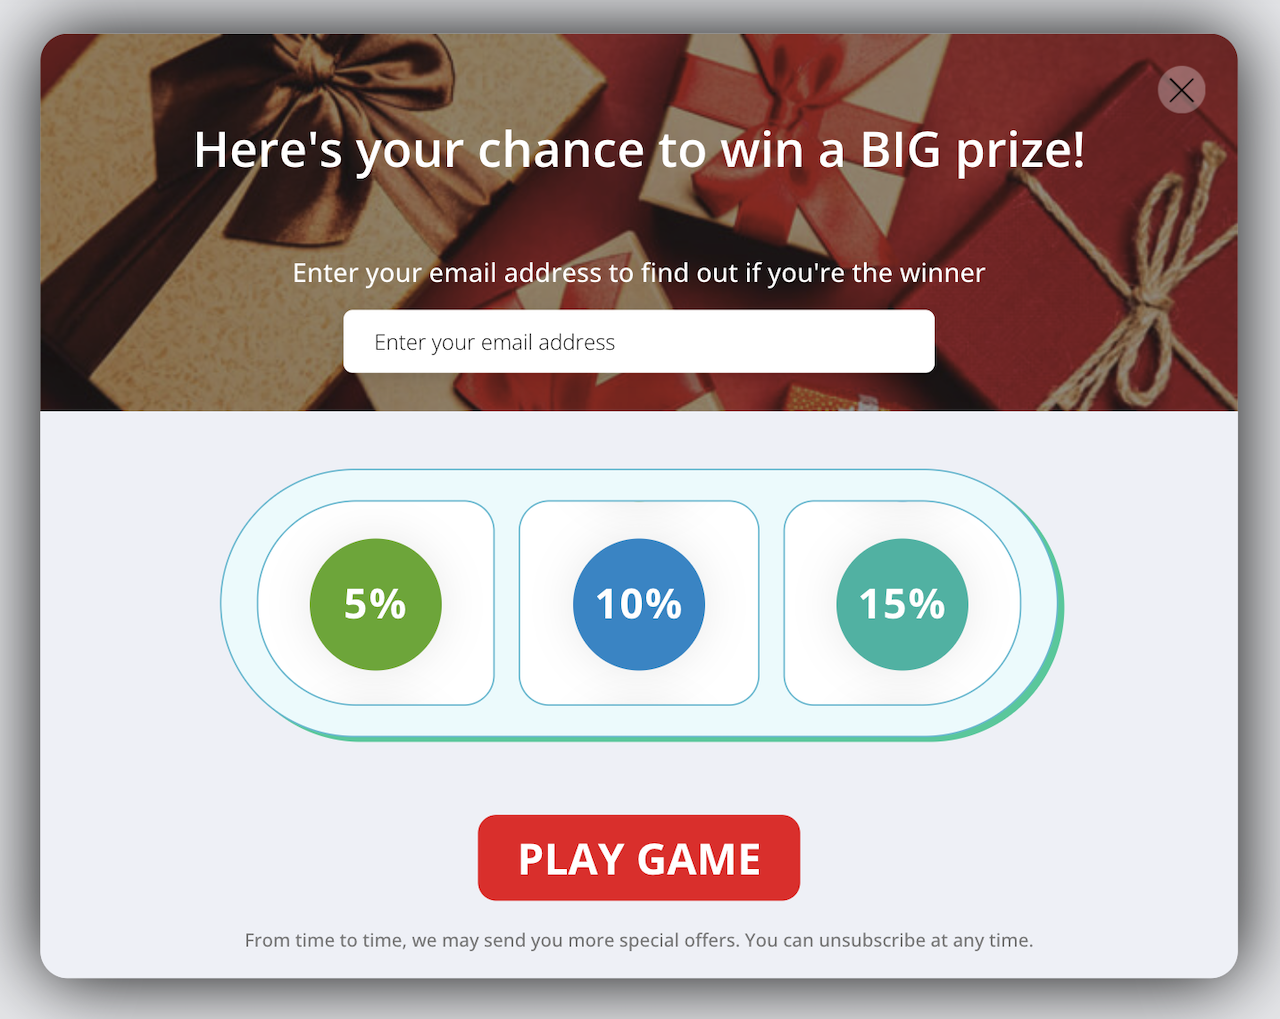 Here's your chance to win a BIG prize!
Enter your email address to find out if you're the winner
Enter your email address
5%
10%
15%
PLAY GAME
From time to time, we may send you more special offers. You can unsubscribe at any time.